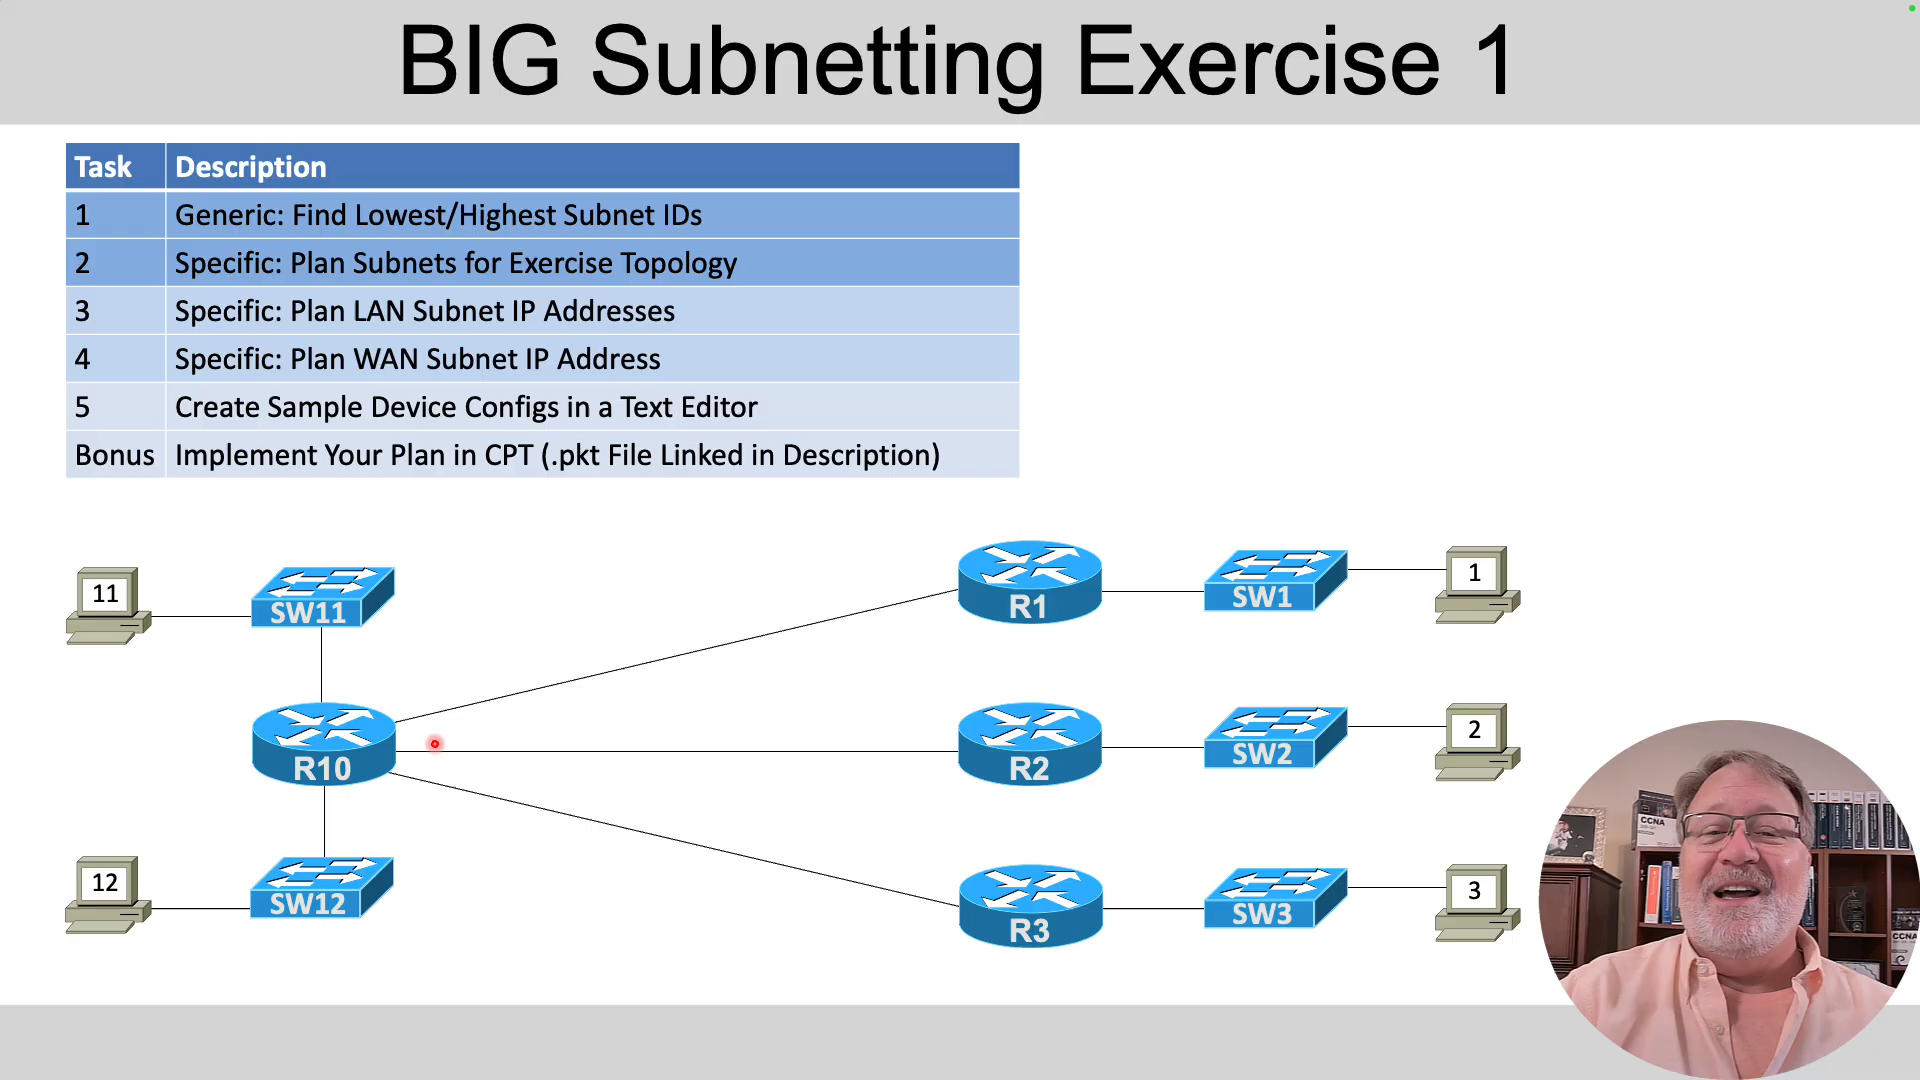 BIG Subnetting Exercise 1
Task Description
1 Generic: Find Lowest/Highest Subnet IDs
2 Specific: Plan Subnets for Exercise Topology
3 Specific: Plan LAN Subnet IP Addresses
4 Specific: Plan WAN Subnet IP Address
5 Create Sample Device Configs in a Text Editor
Bonus Implement Your Plan in CPT (.pkt File Linked in Description)
11
SW11
R1
SW1
1
R10
R2
SW2
2
12
SW12
R3
SW3
3
CCNA
CCNA